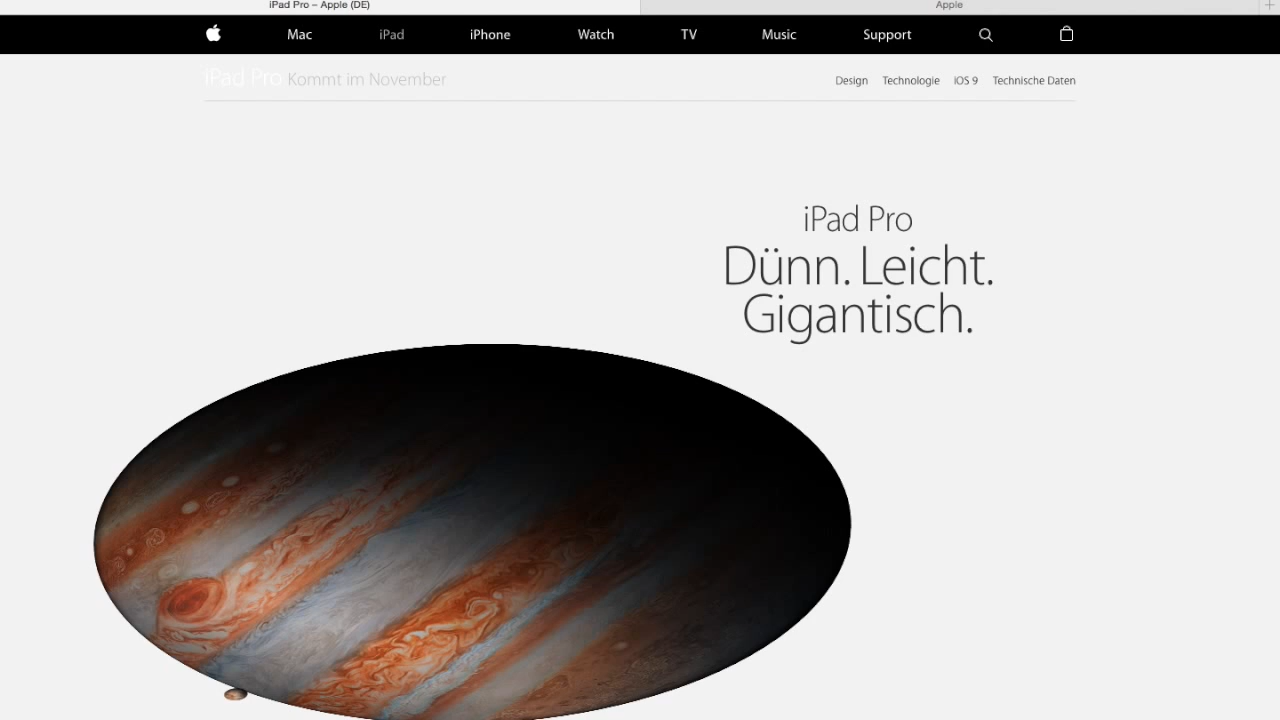 iPad Pro – Apple (DE) Apple
Mac iPad iPhone Watch TV Music Support
iPad Pro Kommt im November Design Technologie iOS 9 Technische Daten
iPad Pro
Dünn. Leicht.
Gigantisch.